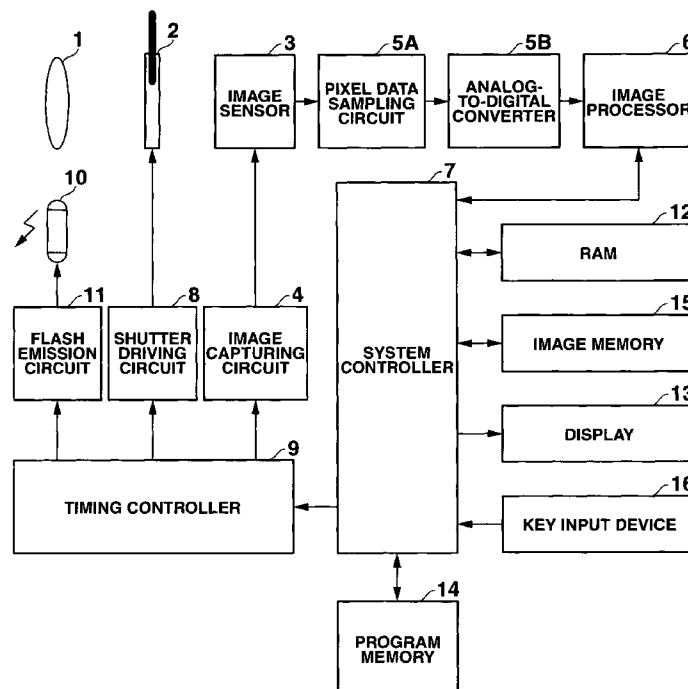 1
2
3
IMAGE
SENSOR
5A
PIXEL DATA
SAMPLING
CIRCUIT
5B
ANALOG-
TO-DIGITAL
CONVERTER
6
IMAGE
PROCESSOR
10
7
SYSTEM
CONTROLLER
12
RAM
11
FLASH
EMISSION
CIRCUIT
8
SHUTTER
DRIVING
CIRCUIT
4
IMAGE
CAPTURING
CIRCUIT
15
IMAGE MEMORY
13
DISPLAY
9
TIMING CONTROLLER
16
KEY INPUT DEVICE
14
PROGRAM
MEMORY